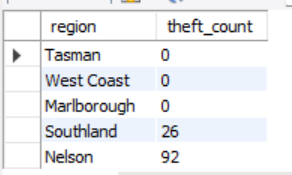 region theft_count
Tasman 0
West Coast 0
Marlborough 0
Southland 26
Nelson 92